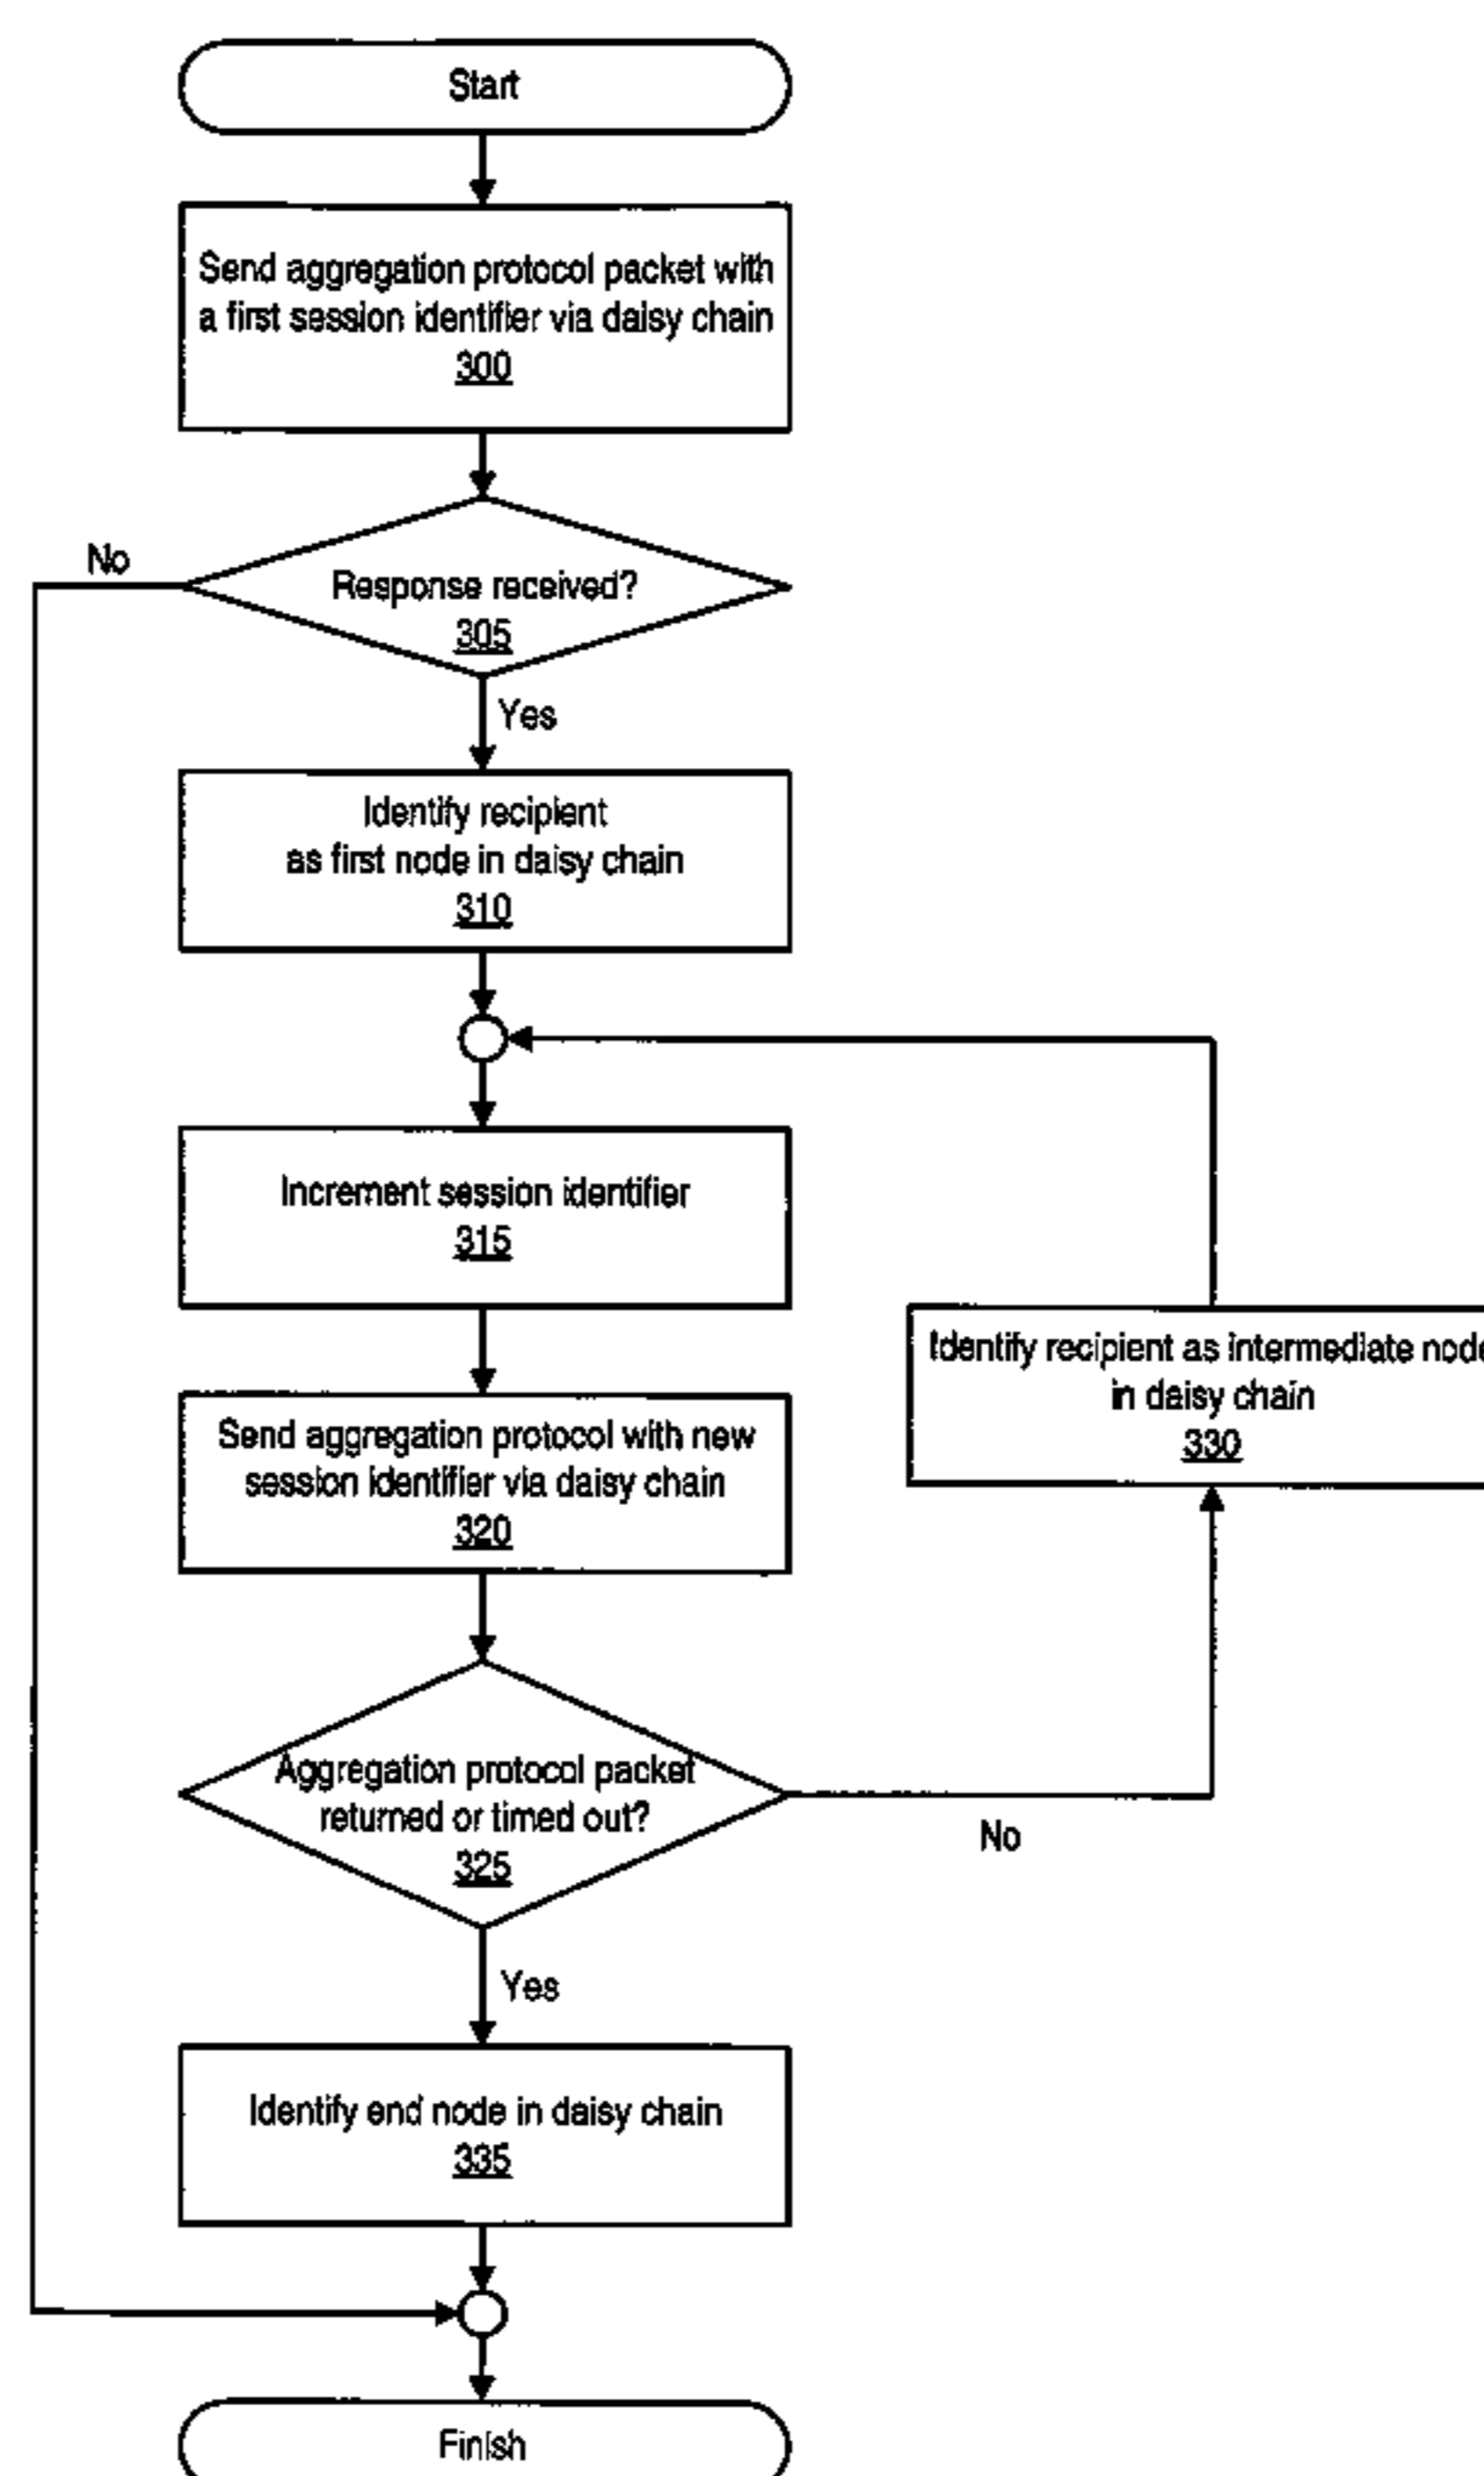 Start
Send aggregation protocol packet with
a first session identifier via daisy chain
300
No
Response received?
305
Yes
Identify recipient
as first node in daisy chain
310
Increment session identifier
315
Identify recipient as intermediate node
in daisy chain
330
Send aggregation protocol with new
session identifier via daisy chain
320
Aggregation protocol packet
returned or timed out?
325
No
Yes
Identify end node in daisy chain
335
Finish